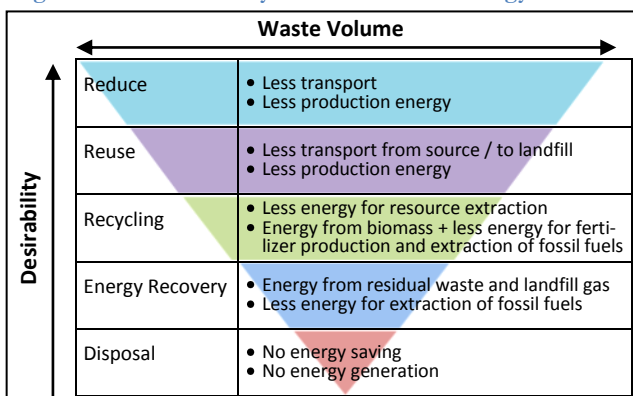 Waste Volume
Desirability
Reduce
• Less transport
• Less production energy
Reuse
• Less transport from source / to landfill
• Less production energy
Recycling
• Less energy for resource extraction
• Energy from biomass + less energy for ferti-
lizer production and extraction of fossil fuels
Energy Recovery
• Energy from residual waste and landfill gas
• Less energy for extraction of fossil fuels
Disposal
• No energy saving
• No energy generation